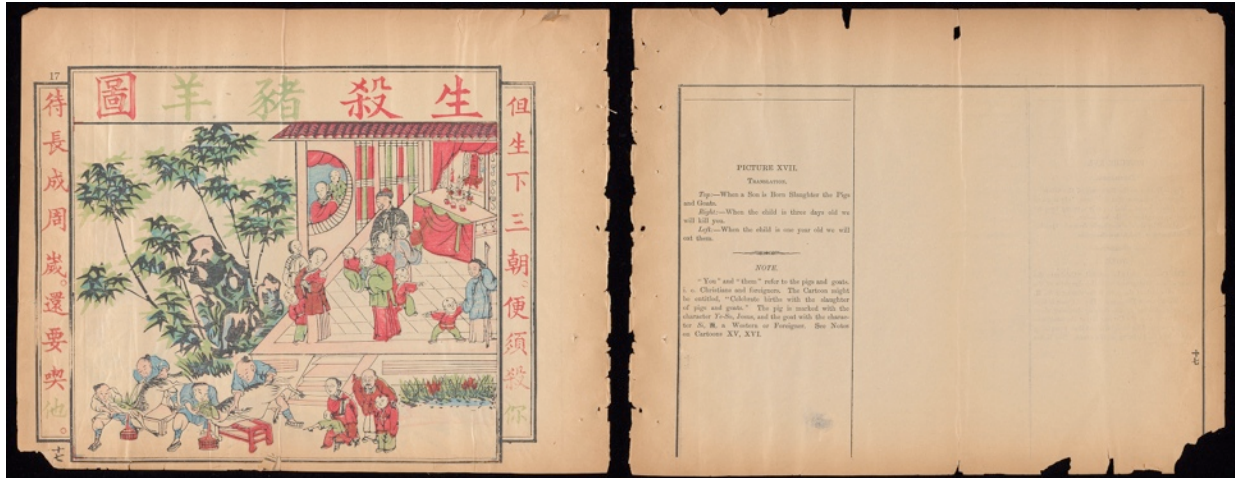 17
生殺豬羊圖
但生下三朝。便須殺你
待長成周歲。還要喫他。
十七
PICTURE XVII.
TRANSLATION.
Top:—When a Son is Born Slaughter the Pigs
and Goats.
Right:—When the child is three days old we
will kill you.
Left:—When the child is one year old we will
eat them.
NOTE.
"You" and "them" refer to the pigs and goats,
i. e. Christians and foreigners. The Cartoon might
be entitled, "Celebrate births with the slaughter
of pigs and goats." The pig is marked with the
character Ye-Su, Jesus, and the goat with the charac-
ter Si, a Western or Foreigner. See Notes
on Cartoons XV, XVI.
十七